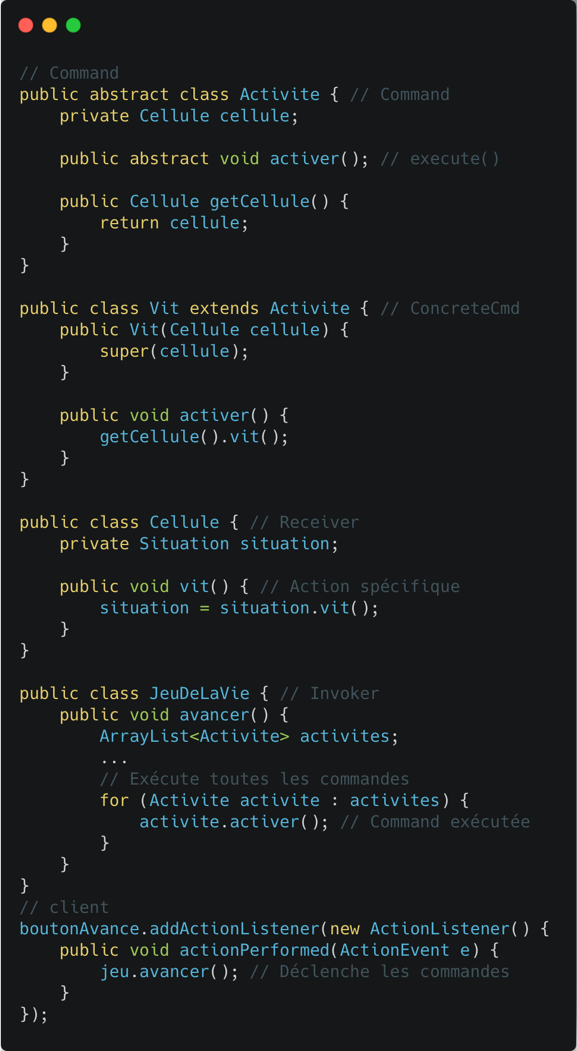 // Command
public abstract class Activite { // Command
    private Cellule cellule;

    public abstract void activer(); // execute()

    public Cellule getCellule() {
        return cellule;
    }
}

public class Vit extends Activite { // ConcreteCmd
    public Vit(Cellule cellule) {
        super(cellule);
    }

    public void activer() {
        getCellule().vit();
    }
}

public class Cellule { // Receiver
    private Situation situation;

    public void vit() { // Action spécifique
        situation = situation.vit();
    }
}

public class JeuDeLaVie { // Invoker
    public void avancer() {
        ArrayList<Activite> activites;
        ...
        // Exécute toutes les commandes
        for (Activite activite : activites) {
            activite.activer(); // Command exécutée
        }
    }
}
// client
boutonAvance.addActionListener(new ActionListener() {
    public void actionPerformed(ActionEvent e) {
        jeu.avancer(); // Déclenche les commandes
    }
});